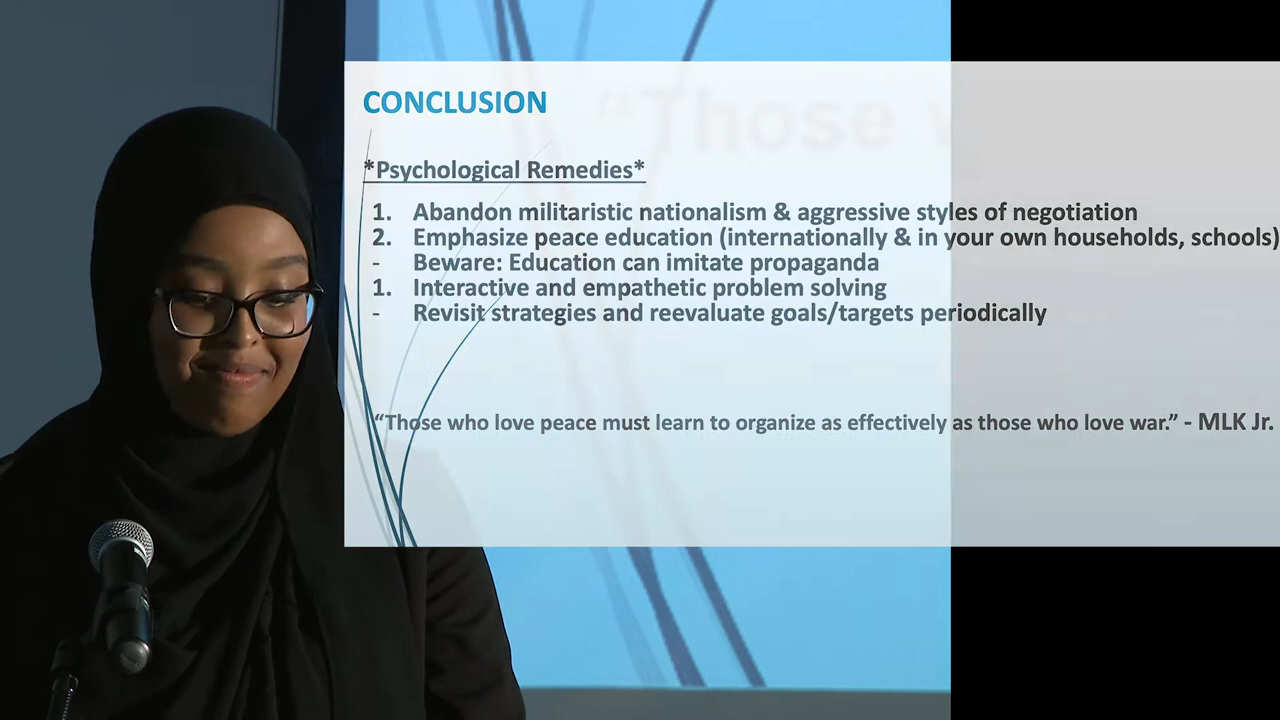 "Those
CONCLUSION
*Psychological Remedies*
1. Abandon militaristic nationalism & aggressive styles of negotiation
2. Emphasize peace education (internationally & in your own households, schools)
- Beware: Education can imitate propaganda
1. Interactive and empathetic problem solving
- Revisit strategies and reevaluate goals/targets periodically
“Those who love peace must learn to organize as effectively as those who love war.” - MLK Jr.